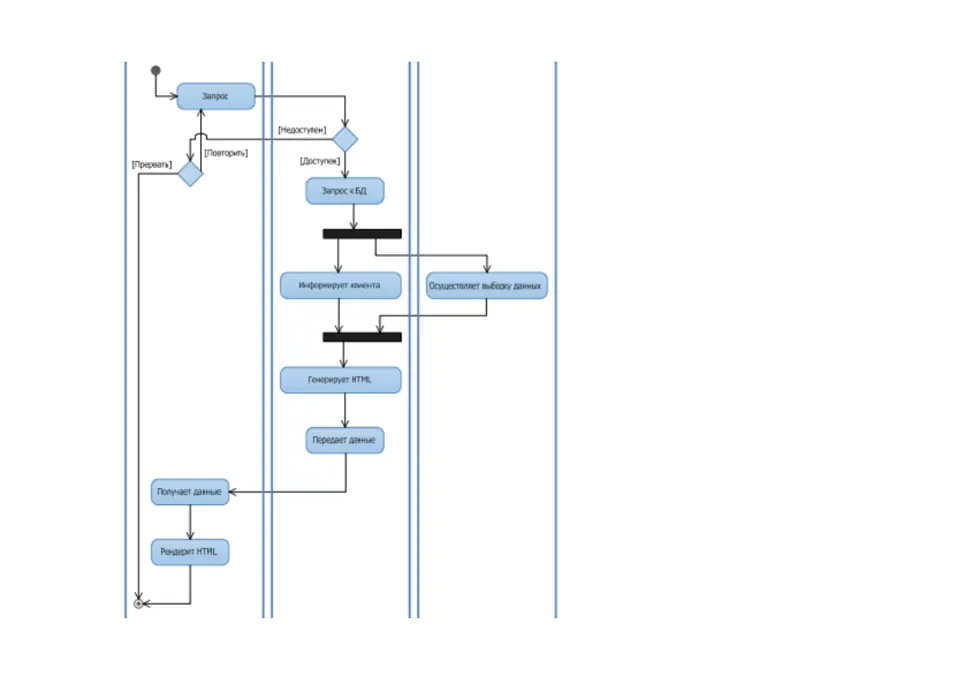 Запрос
[Недоступен]
[Повторить]
[Прервать]
[Доступен]
Запрос к БД
Информирует клиента
Осуществляет выборку данных
Генерирует HTML
Передает данные
Получает данные
Рендерит HTML